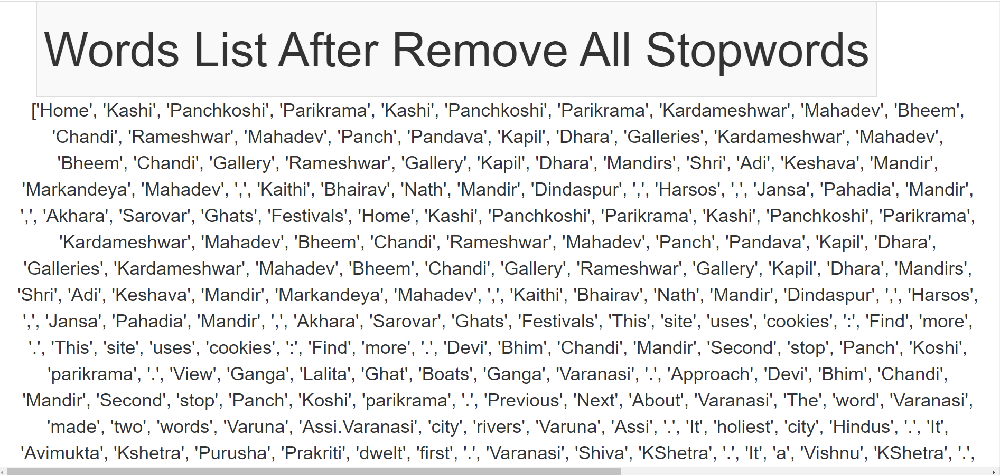 Words List After Remove All Stopwords
['Home', 'Kashi', 'Panchkoshi', 'Parikrama', 'Kashi', 'Panchkoshi', 'Parikrama', 'Kardameshwar', 'Mahadev', 'Bheem',
'Chandi', 'Rameshwar', 'Mahadev', 'Panch', 'Pandava', 'Kapil', 'Dhara', 'Galleries', 'Kardameshwar', 'Mahadev',
'Bheem', 'Chandi', 'Gallery', 'Rameshwar', 'Gallery', 'Kapil', 'Dhara', 'Mandirs', 'Shri', 'Adi', 'Keshava', 'Mandir',
'Markandeya', 'Mahadev', ',', 'Kaithi', 'Bhairav', 'Nath', 'Mandir', 'Dindaspur', ',', 'Harsos', ',', 'Jansa', 'Pahadia', 'Mandir',
',', 'Akhara', 'Sarovar', 'Ghats', 'Festivals', 'Home', 'Kashi', 'Panchkoshi', 'Parikrama', 'Kashi', 'Panchkoshi', 'Parikrama',
'Kardameshwar', 'Mahadev', 'Bheem', 'Chandi', 'Rameshwar', 'Mahadev', 'Panch', 'Pandava', 'Kapil', 'Dhara',
'Galleries', 'Kardameshwar', 'Mahadev', 'Bheem', 'Chandi', 'Gallery', 'Rameshwar', 'Gallery', 'Kapil', 'Dhara', 'Mandirs',
'Shri', 'Adi', 'Keshava', 'Mandir', 'Markandeya', 'Mahadev', ',', 'Kaithi', 'Bhairav', 'Nath', 'Mandir', 'Dindaspur', ',', 'Harsos',
',', 'Jansa', 'Pahadia', 'Mandir', ',', 'Akhara', 'Sarovar', 'Ghats', 'Festivals', 'This', 'site', 'uses', 'cookies', ':', 'Find', 'more',
'.', 'This', 'site', 'uses', 'cookies', ':', 'Find', 'more', '.', 'Devi', 'Bhim', 'Chandi', 'Mandir', 'Second', 'stop', 'Panch', 'Koshi',
'parikrama', '.', 'View', 'Ganga', 'Lalita', 'Ghat', 'Boats', 'Ganga', 'Varanasi', '.', 'Approach', 'Devi', 'Bhim', 'Chandi',
'Mandir', 'Second', 'stop', 'Panch', 'Koshi', 'parikrama', '.', 'Previous', 'Next', 'About', 'Varanasi', 'The', 'word', 'Varanasi',
'made', 'two', 'words', 'Varuna', 'Assi.Varanasi', 'city', 'rivers', 'Varuna', 'Assi', '.', 'It', 'holiest', 'city', 'Hindus', '.', 'It',
'Avimukta', 'Kshetra', 'Purusha', 'Prakriti', 'dwelt', 'first', '.', 'Varanasi', 'Shiva', 'KShetra', '.', 'It', 'a', 'Vishnu', 'KShetra', '.',